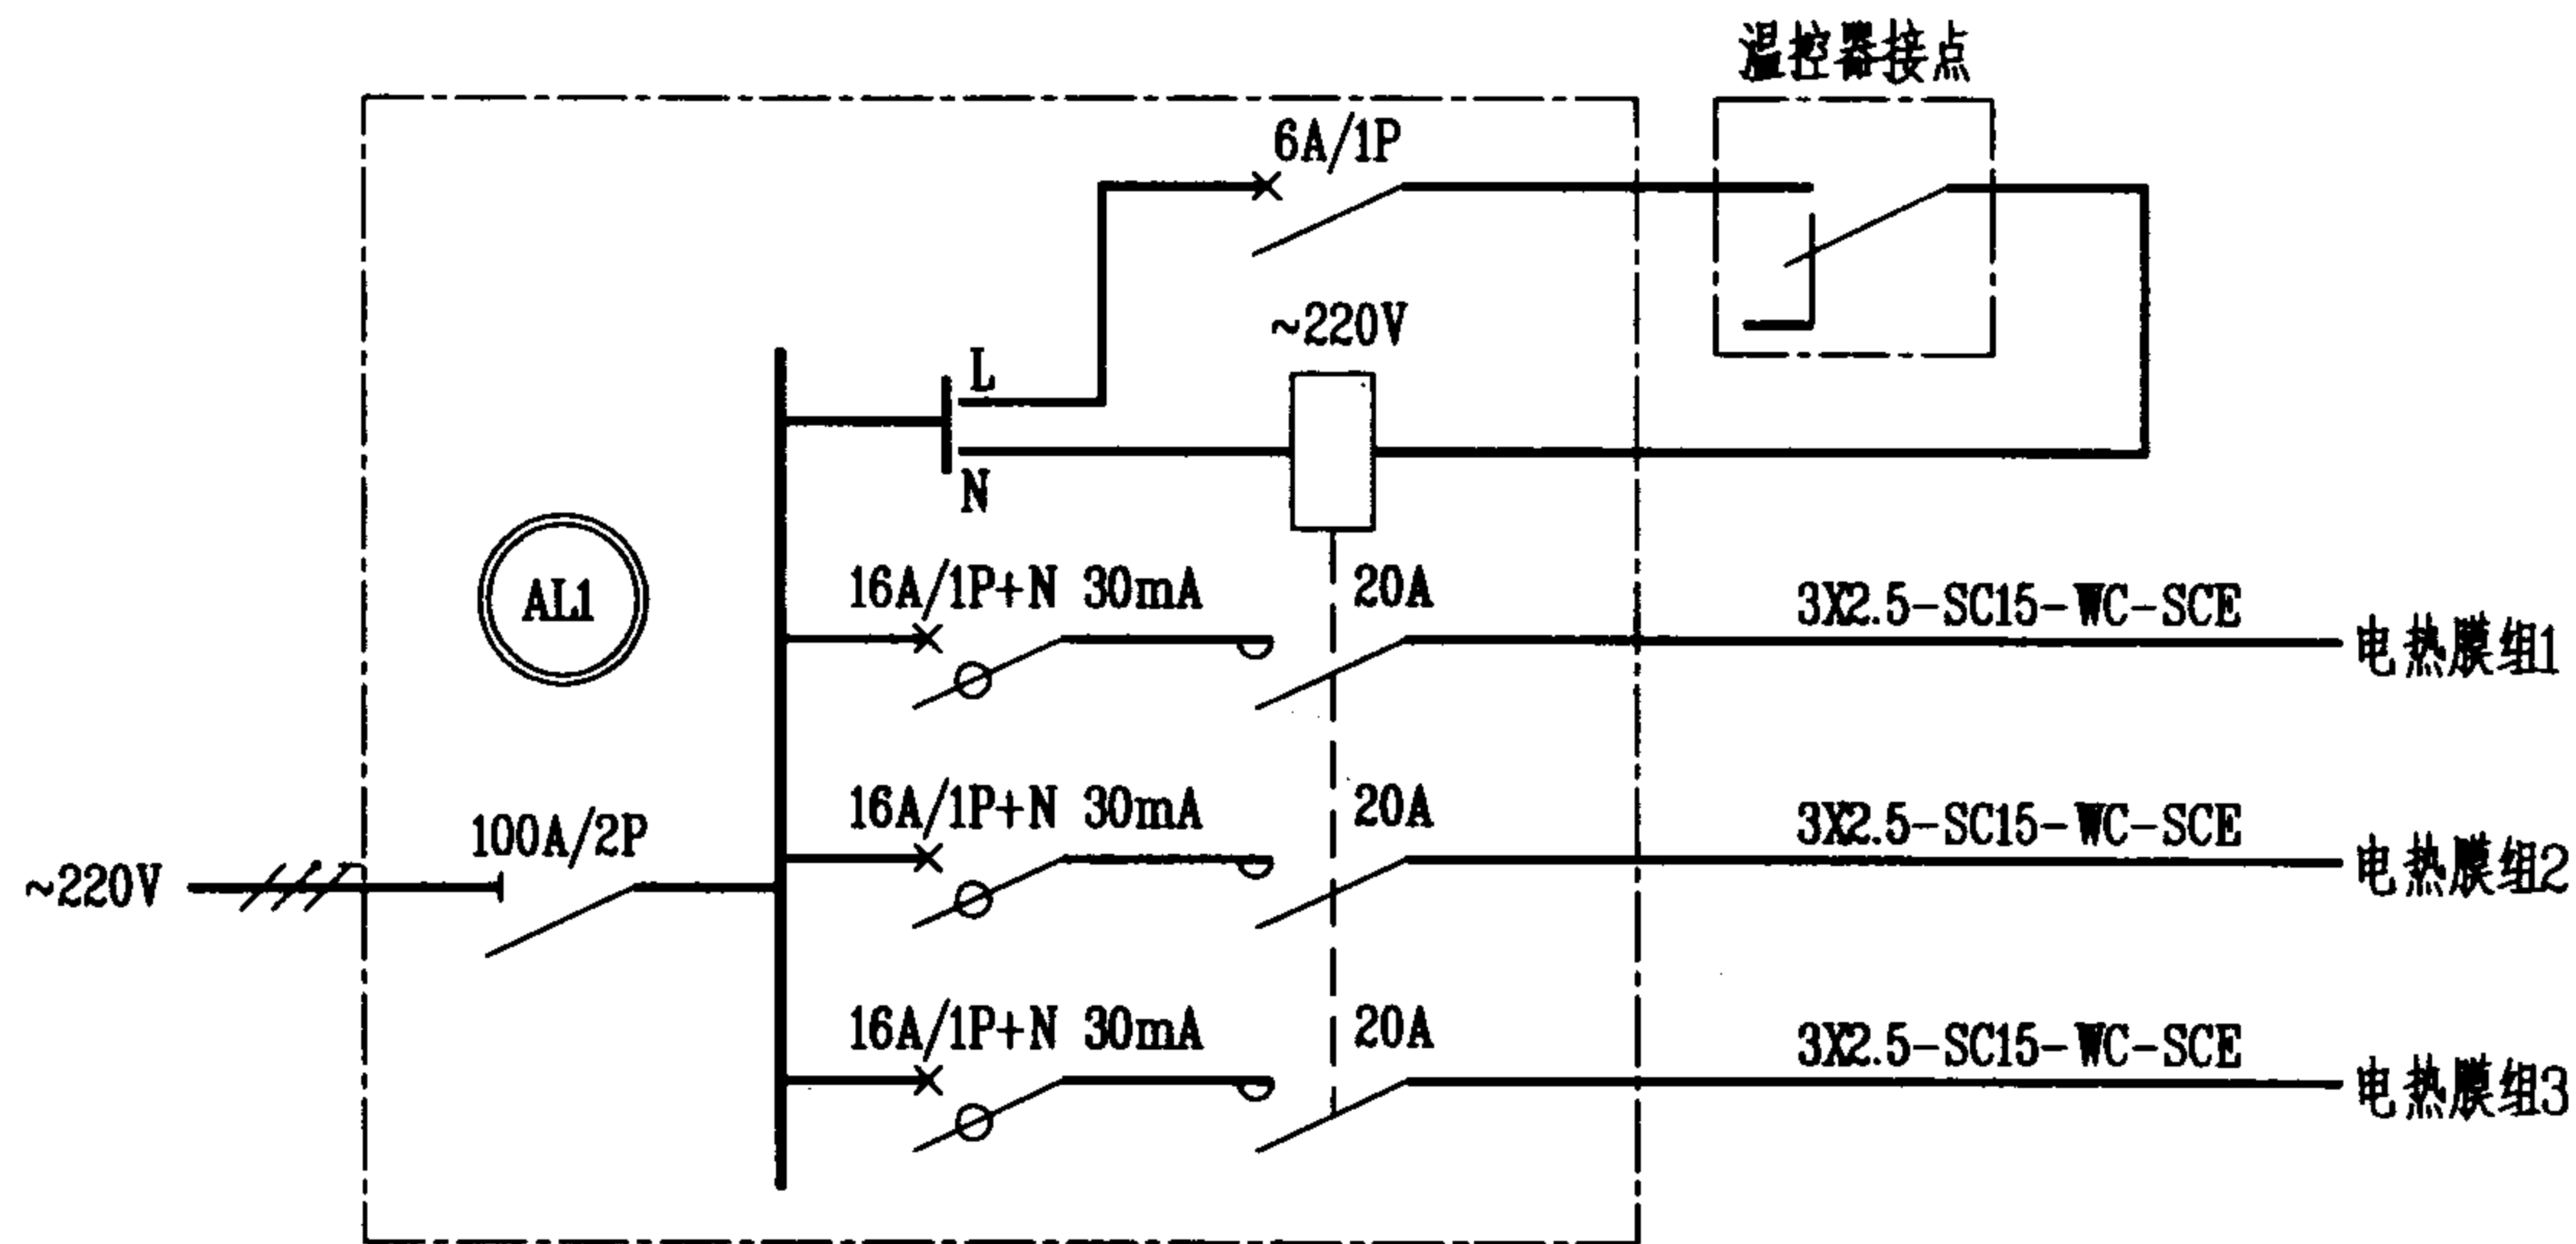 温控器接点
6A/1P
~220V
L
N
AL1
16A/1P+N 30mA
20A
3X2.5-SC15-WC-SCE
电热膜组1
16A/1P+N 30mA
20A
3X2.5-SC15-WC-SCE
电热膜组2
100A/2P
~220V
16A/1P+N 30mA
20A
3X2.5-SC15-WC-SCE
电热膜组3